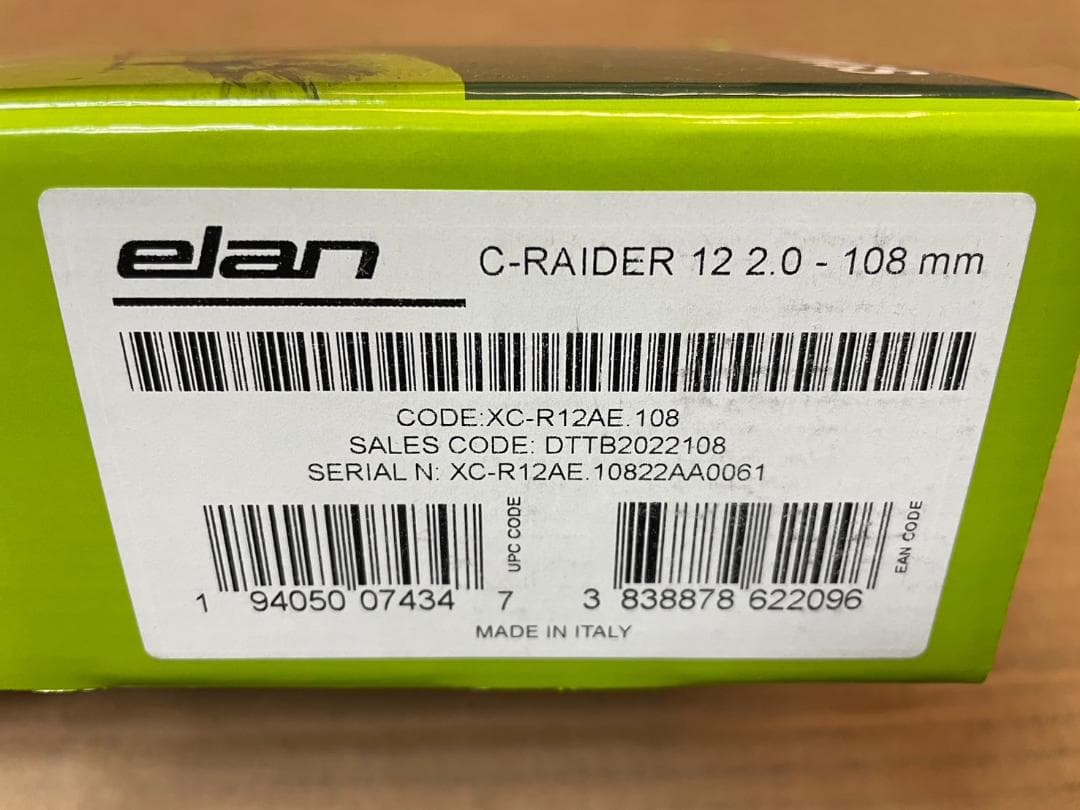 elan
C-RAIDER 12 2.0 - 108 mm
CODE:XC-R12AE.108
SALES CODE: DTTB2022108
SERIAL N: XC-R12AE.10822AA0061
UPC CODE
EAN CODE
1 94050 07434 7
3 838878 622096
MADE IN ITALY